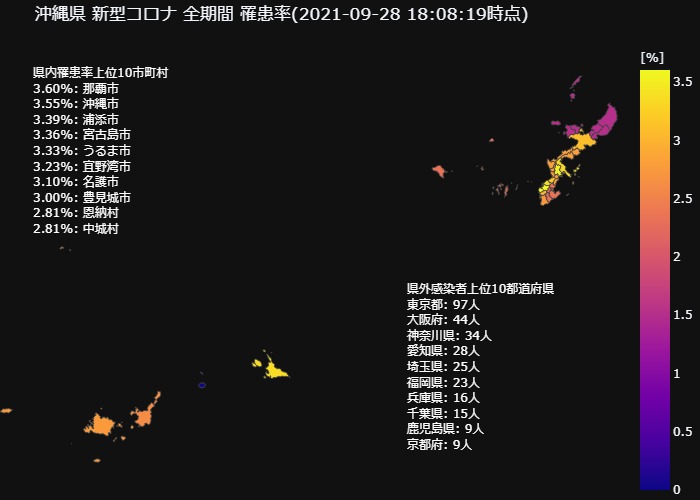 沖縄県 新型コロナ 全期間 罹患率(2021-09-28 18:08:19時点)
県内罹患率上位10市町村
3.60%: 那覇市
3.55%: 沖縄市
3.39%: 浦添市
3.36%: 宮古島市
3.33%: うるま市
3.23%: 宜野湾市
3.10%: 名護市
3.00%: 豊見城市
2.81%: 恩納村
2.81%: 中城村
県外感染者上位10都道府県
東京都: 97人
大阪府: 44人
神奈川県: 34人
愛知県: 28人
埼玉県: 25人
福岡県: 23人
兵庫県: 16人
千葉県: 15人
鹿児島県: 9人
京都府: 9人
[%]
3.5
3
2.5
2
1.5
1
0.5
0